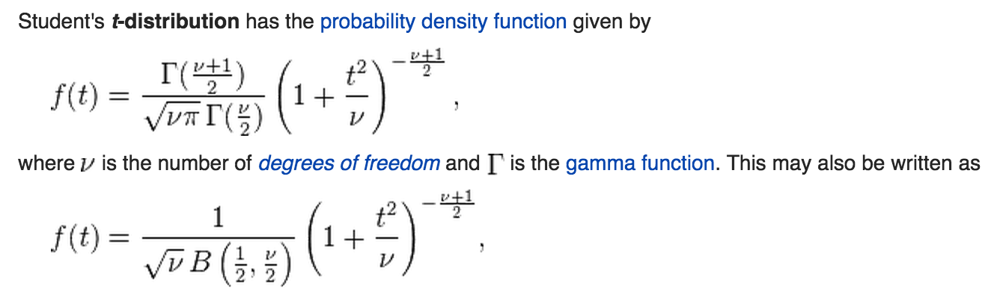 Student's t-distribution has the probability density function given by
f(t) = \frac{\Gamma(\frac{\nu+1}{2})}{\sqrt{\nu\pi}\,\Gamma(\frac{\nu}{2})} \left(1 + \frac{t^2}{\nu}\right)^{-\frac{\nu+1}{2}},
where ν is the number of degrees of freedom and Γ is the gamma function. This may also be written as
f(t) = \frac{1}{\sqrt{\nu}\,B\left(\frac{1}{2}, \frac{\nu}{2}\right)} \left(1 + \frac{t^2}{\nu}\right)^{-\frac{\nu+1}{2}},